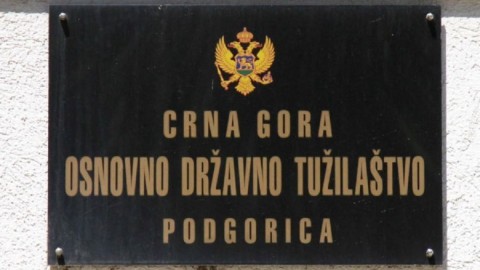 CRNA GORA
OSNOVNO DRŽAVNO TUŽILAŠTVO
PODGORICA